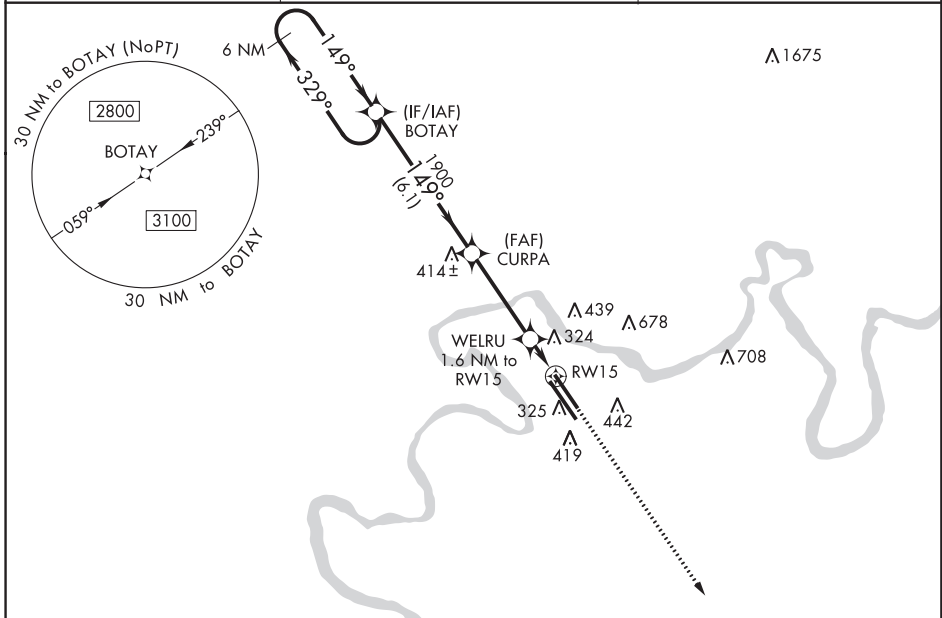 30 NM to BOTAY (NoPT)
2800
BOTAY
239°
059°
3100
30 NM to BOTAY
6 NM
149°
329°
(IF/IAF)
BOTAY
1900
149°
(6.1)
(FAF)
CURPA
414±
1675
439
678
324
708
WELRU
1.6 NM to
RW15
RW15
325
442
419